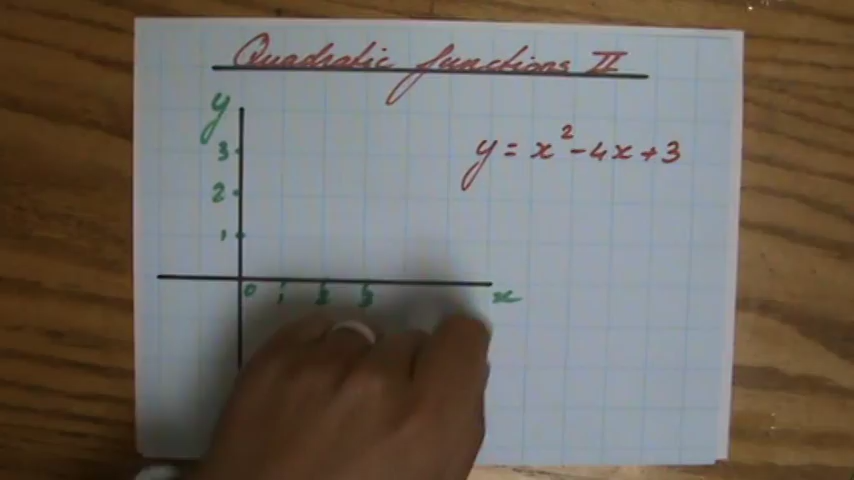 Quadratic functions II
y
y = x² - 4x + 3
3
2
1
0 1 2 3 x